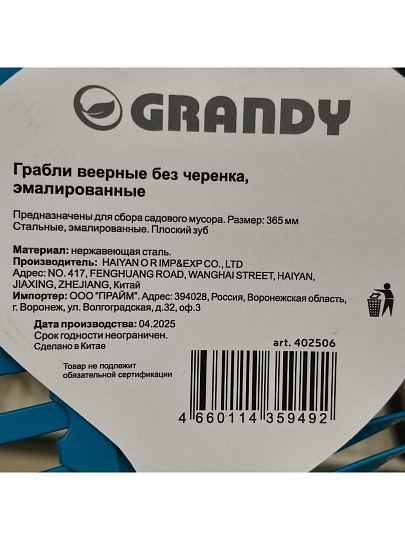 GRANDY
Грабли веерные без черенка,
эмалированные
Предназначены для сбора садового мусора. Размер: 365 мм
Стальные, эмалированные. Плоский зуб
Материал: нержавеющая сталь.
Производитель: HAIYAN O R IMP&EXP CO., LTD
Адрес: NO. 417, FENGHUANG ROAD, WANGHAI STREET, HAIYAN,
JIAXING, ZHEJIANG, Китай
Импортер: ООО "ПРАЙМ". Адрес: 394028, Россия, Воронежская область,
г. Воронеж, ул. Волгоградская, д.32, оф.3
Дата производства: 04.2025
Срок годности неограничен.
Сделано в Китае
art. 402506
Товар не подлежит
обязательной сертификации
4 660114 359492